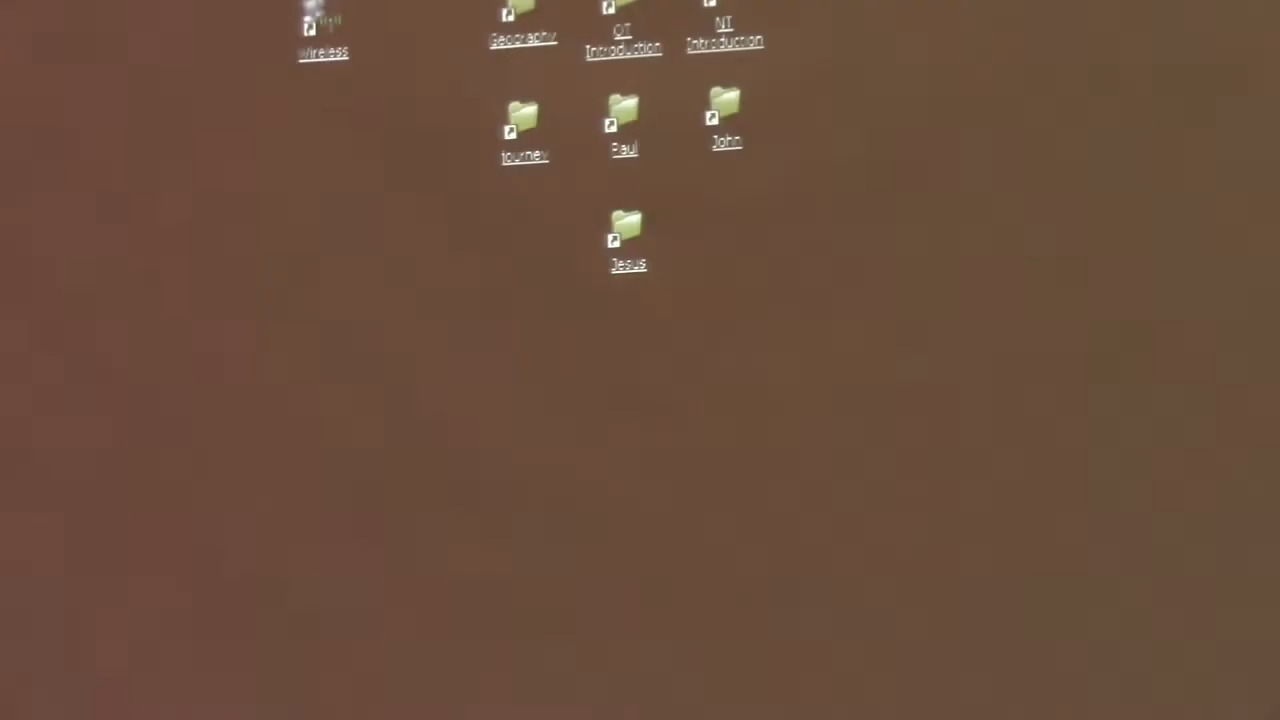 Wireless
Geography
OT
Introduction
NT
Introduction
journey
Paul
John
Jesus